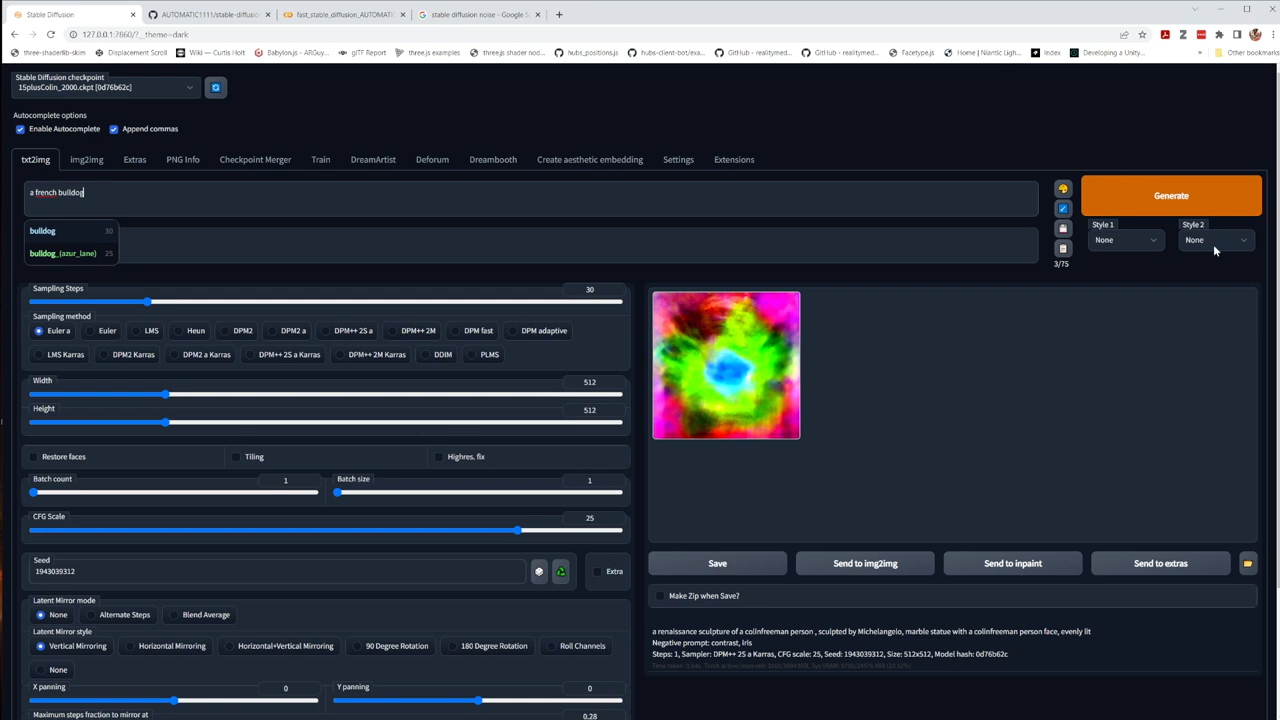 Stable Diffusion
AUTOMATIC1111/stable-diffusion
fast_stable_diffusion_AUTOMATIC
stable diffusion noise - Google S
127.0.0.1:7860/?_theme=dark
three-shaderlib-skim
Displacement Scroll
Wiki — Curtis Holt
Babylon.js — ARGuy...
glTF Report
three.js examples
three.js shader nod...
hubs_positions.js
hubs-client-bot/exa...
GitHub - realitymed...
GitHub - realitymed...
Facetype.js
Home | Niantic Ligh...
Index
Developing a Unity...
Other bookmarks
Stable Diffusion checkpoint
15plusColin_2000.ckpt [0d76b62c]
Autocomplete options
Enable Autocomplete
Append commas
txt2img
img2img
Extras
PNG Info
Checkpoint Merger
Train
DreamArtist
Deforum
Dreambooth
Create aesthetic embedding
Settings
Extensions
a french bulldog
bulldog 30
bulldog_(azur_lane) 25
3/75
Generate
Style 1
None
Style 2
None
Sampling Steps 30
Sampling method
Euler a
Euler
LMS
Heun
DPM2
DPM2 a
DPM++ 2S a
DPM++ 2M
DPM fast
DPM adaptive
LMS Karras
DPM2 Karras
DPM2 a Karras
DPM++ 2S a Karras
DPM++ 2M Karras
DDIM
PLMS
Width 512
Height 512
Restore faces
Tiling
Highres. fix
Batch count 1
Batch size 1
CFG Scale 25
Seed
1943039312
Extra
Latent Mirror mode
None
Alternate Steps
Blend Average
Latent Mirror style
Vertical Mirroring
Horizontal Mirroring
Horizontal+Vertical Mirroring
90 Degree Rotation
180 Degree Rotation
Roll Channels
None
X panning 0
Y panning 0
Maximum steps fraction to mirror at 0.28
Save
Send to img2img
Send to inpaint
Send to extras
Make Zip when Save?
a renaissance sculpture of a colinfreeman person , sculpted by Michelangelo, marble statue with a colinfreeman person face, evenly lit
Negative prompt: contrast, iris
Steps: 1, Sampler: DPM++ 2S a Karras, CFG scale: 25, Seed: 1943039312, Size: 512x512, Model hash: 0d76b62c